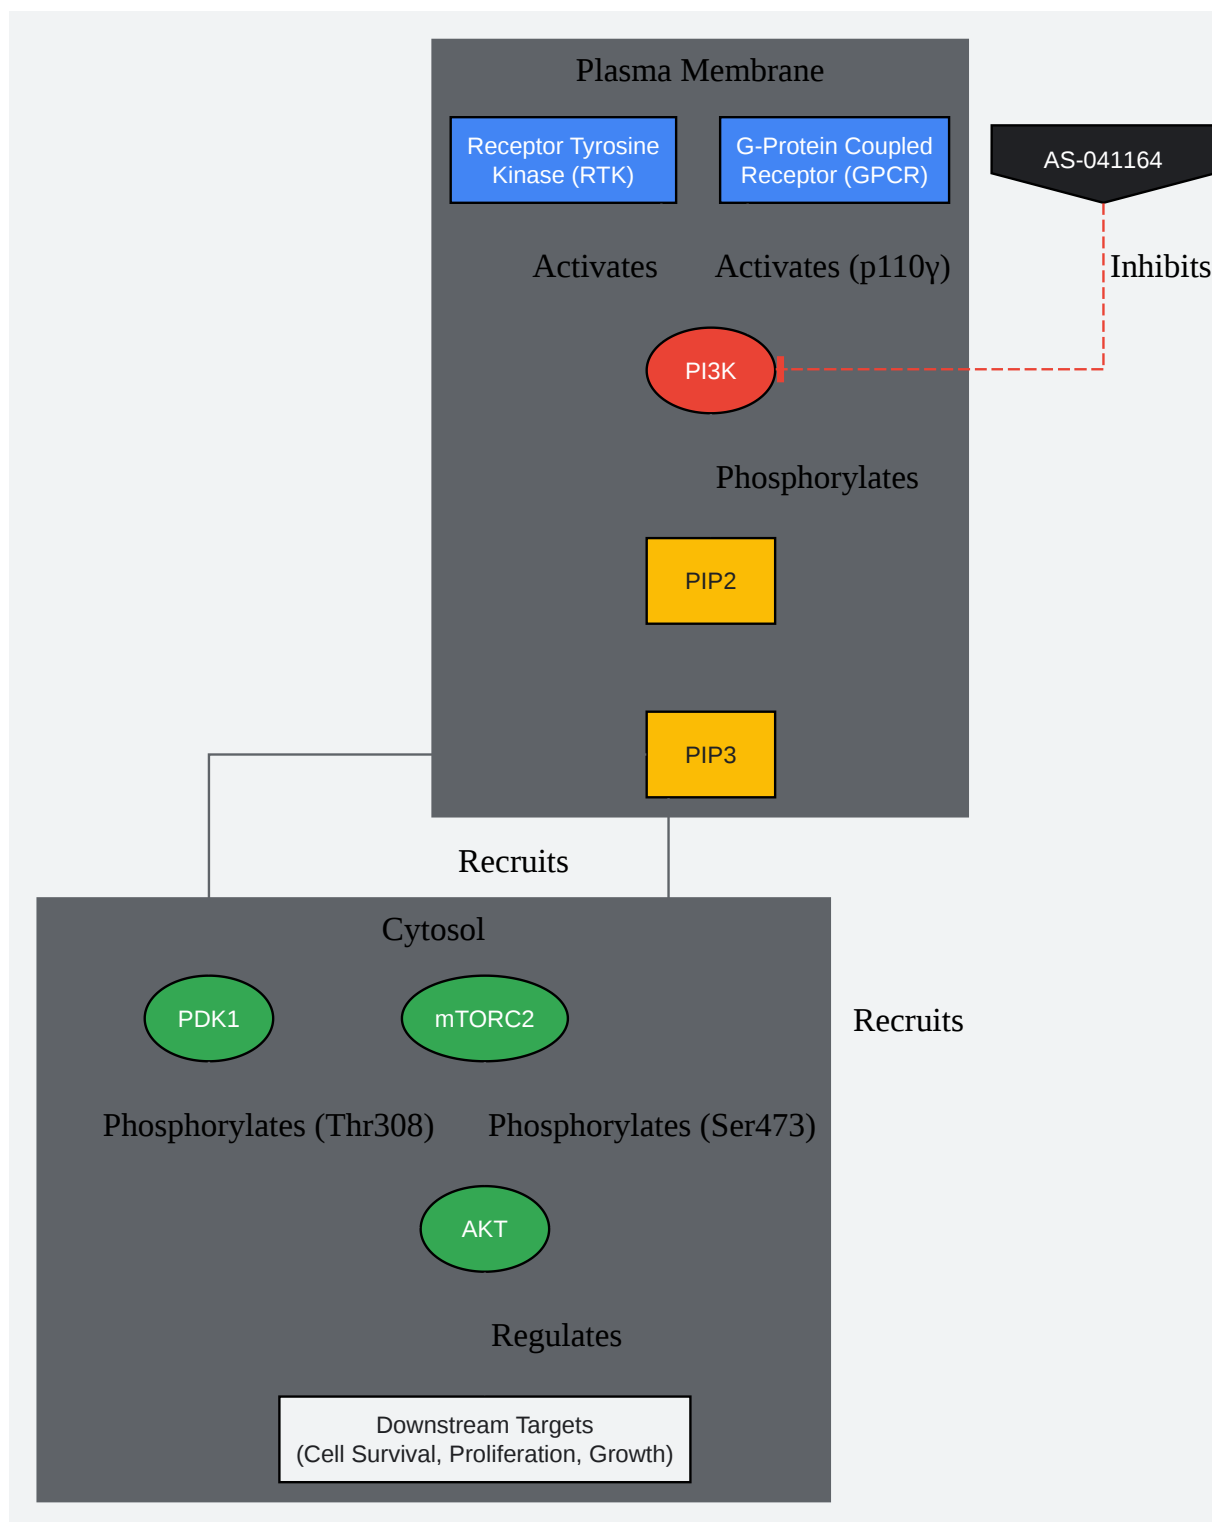 Plasma Membrane
Receptor Tyrosine
Kinase (RTK)
G-Protein Coupled
Receptor (GPCR)
AS-041164
Activates
Activates (p110γ)
Inhibits
PI3K
Phosphorylates
PIP2
PIP3
Recruits
Cytosol
PDK1
mTORC2
Recruits
Phosphorylates (Thr308)
Phosphorylates (Ser473)
AKT
Regulates
Downstream Targets
(Cell Survival, Proliferation, Growth)